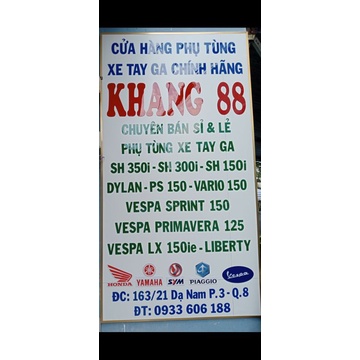 CỬA HÀNG PHỤ TÙNG
XE TAY GA CHÍNH HÃNG
KHANG 88
CHUYÊN BÁN SỈ & LẺ
PHỤ TÙNG XE TAY GA
SH 350i - SH 300i - SH 150i
DYLAN - PS 150 - VARIO 150
VESPA SPRINT 150
VESPA PRIMAVERA 125
VESPA LX 150ie - LIBERTY
HONDA YAMAHA SYM PIAGGIO Vespa
ĐC: 163/21 Dạ Nam P.3 - Q.8
ĐT: 0933 606 188